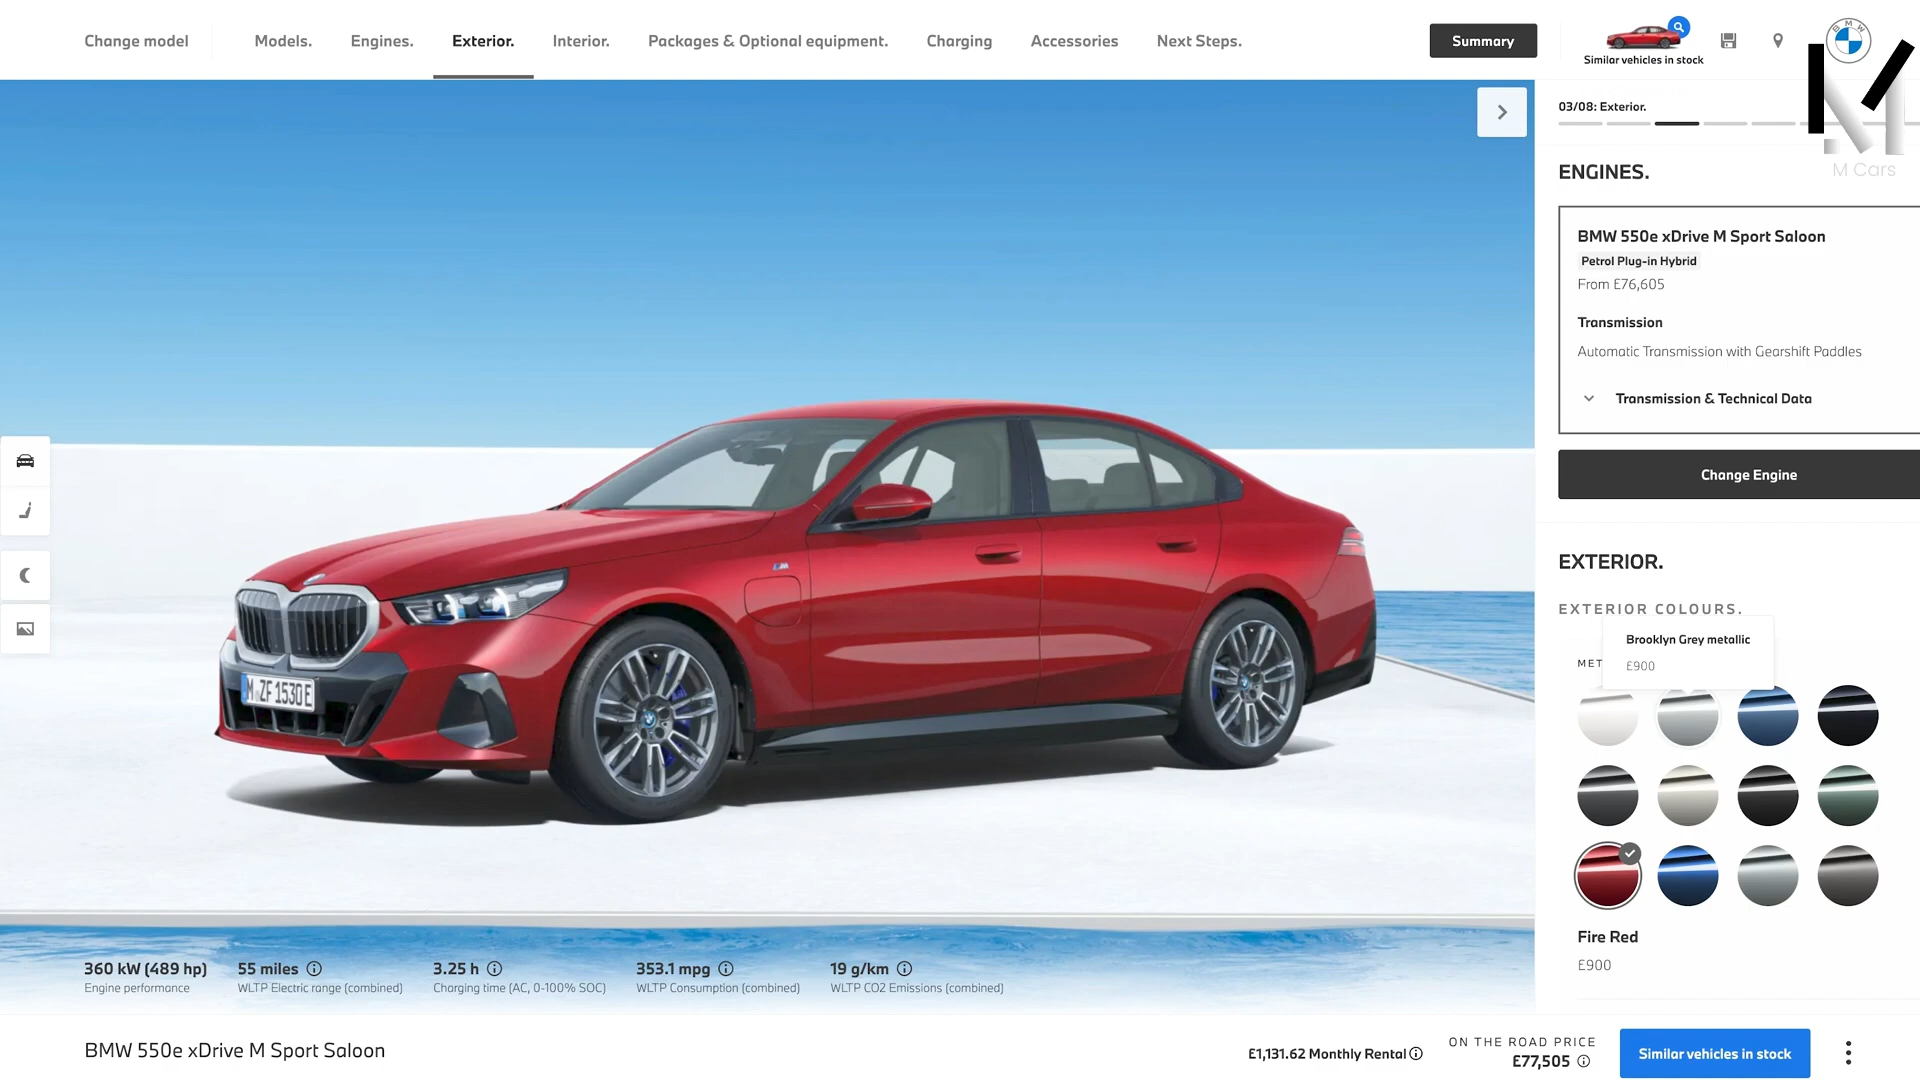 Change model
Models.
Engines.
Exterior.
Interior.
Packages & Optional equipment.
Charging
Accessories
Next Steps.
Summary
Similar vehicles in stock
BMW
03/08: Exterior.
M Cars
ENGINES.
BMW 550e xDrive M Sport Saloon
Petrol Plug-in Hybrid
From £76,605
Transmission
Automatic Transmission with Gearshift Paddles
Transmission & Technical Data
Change Engine
EXTERIOR.
EXTERIOR COLOURS.
Brooklyn Grey metallic
£900
MET
M ZF 1530E
Fire Red
£900
360 kW (489 hp)
Engine performance
55 miles
WLTP Electric range (combined)
3.25 h
Charging time (AC, 0-100% SOC)
353.1 mpg
WLTP Consumption (combined)
19 g/km
WLTP CO2 Emissions (combined)
BMW 550e xDrive M Sport Saloon
£1,131.62 Monthly Rental
ON THE ROAD PRICE
£77,505
Similar vehicles in stock